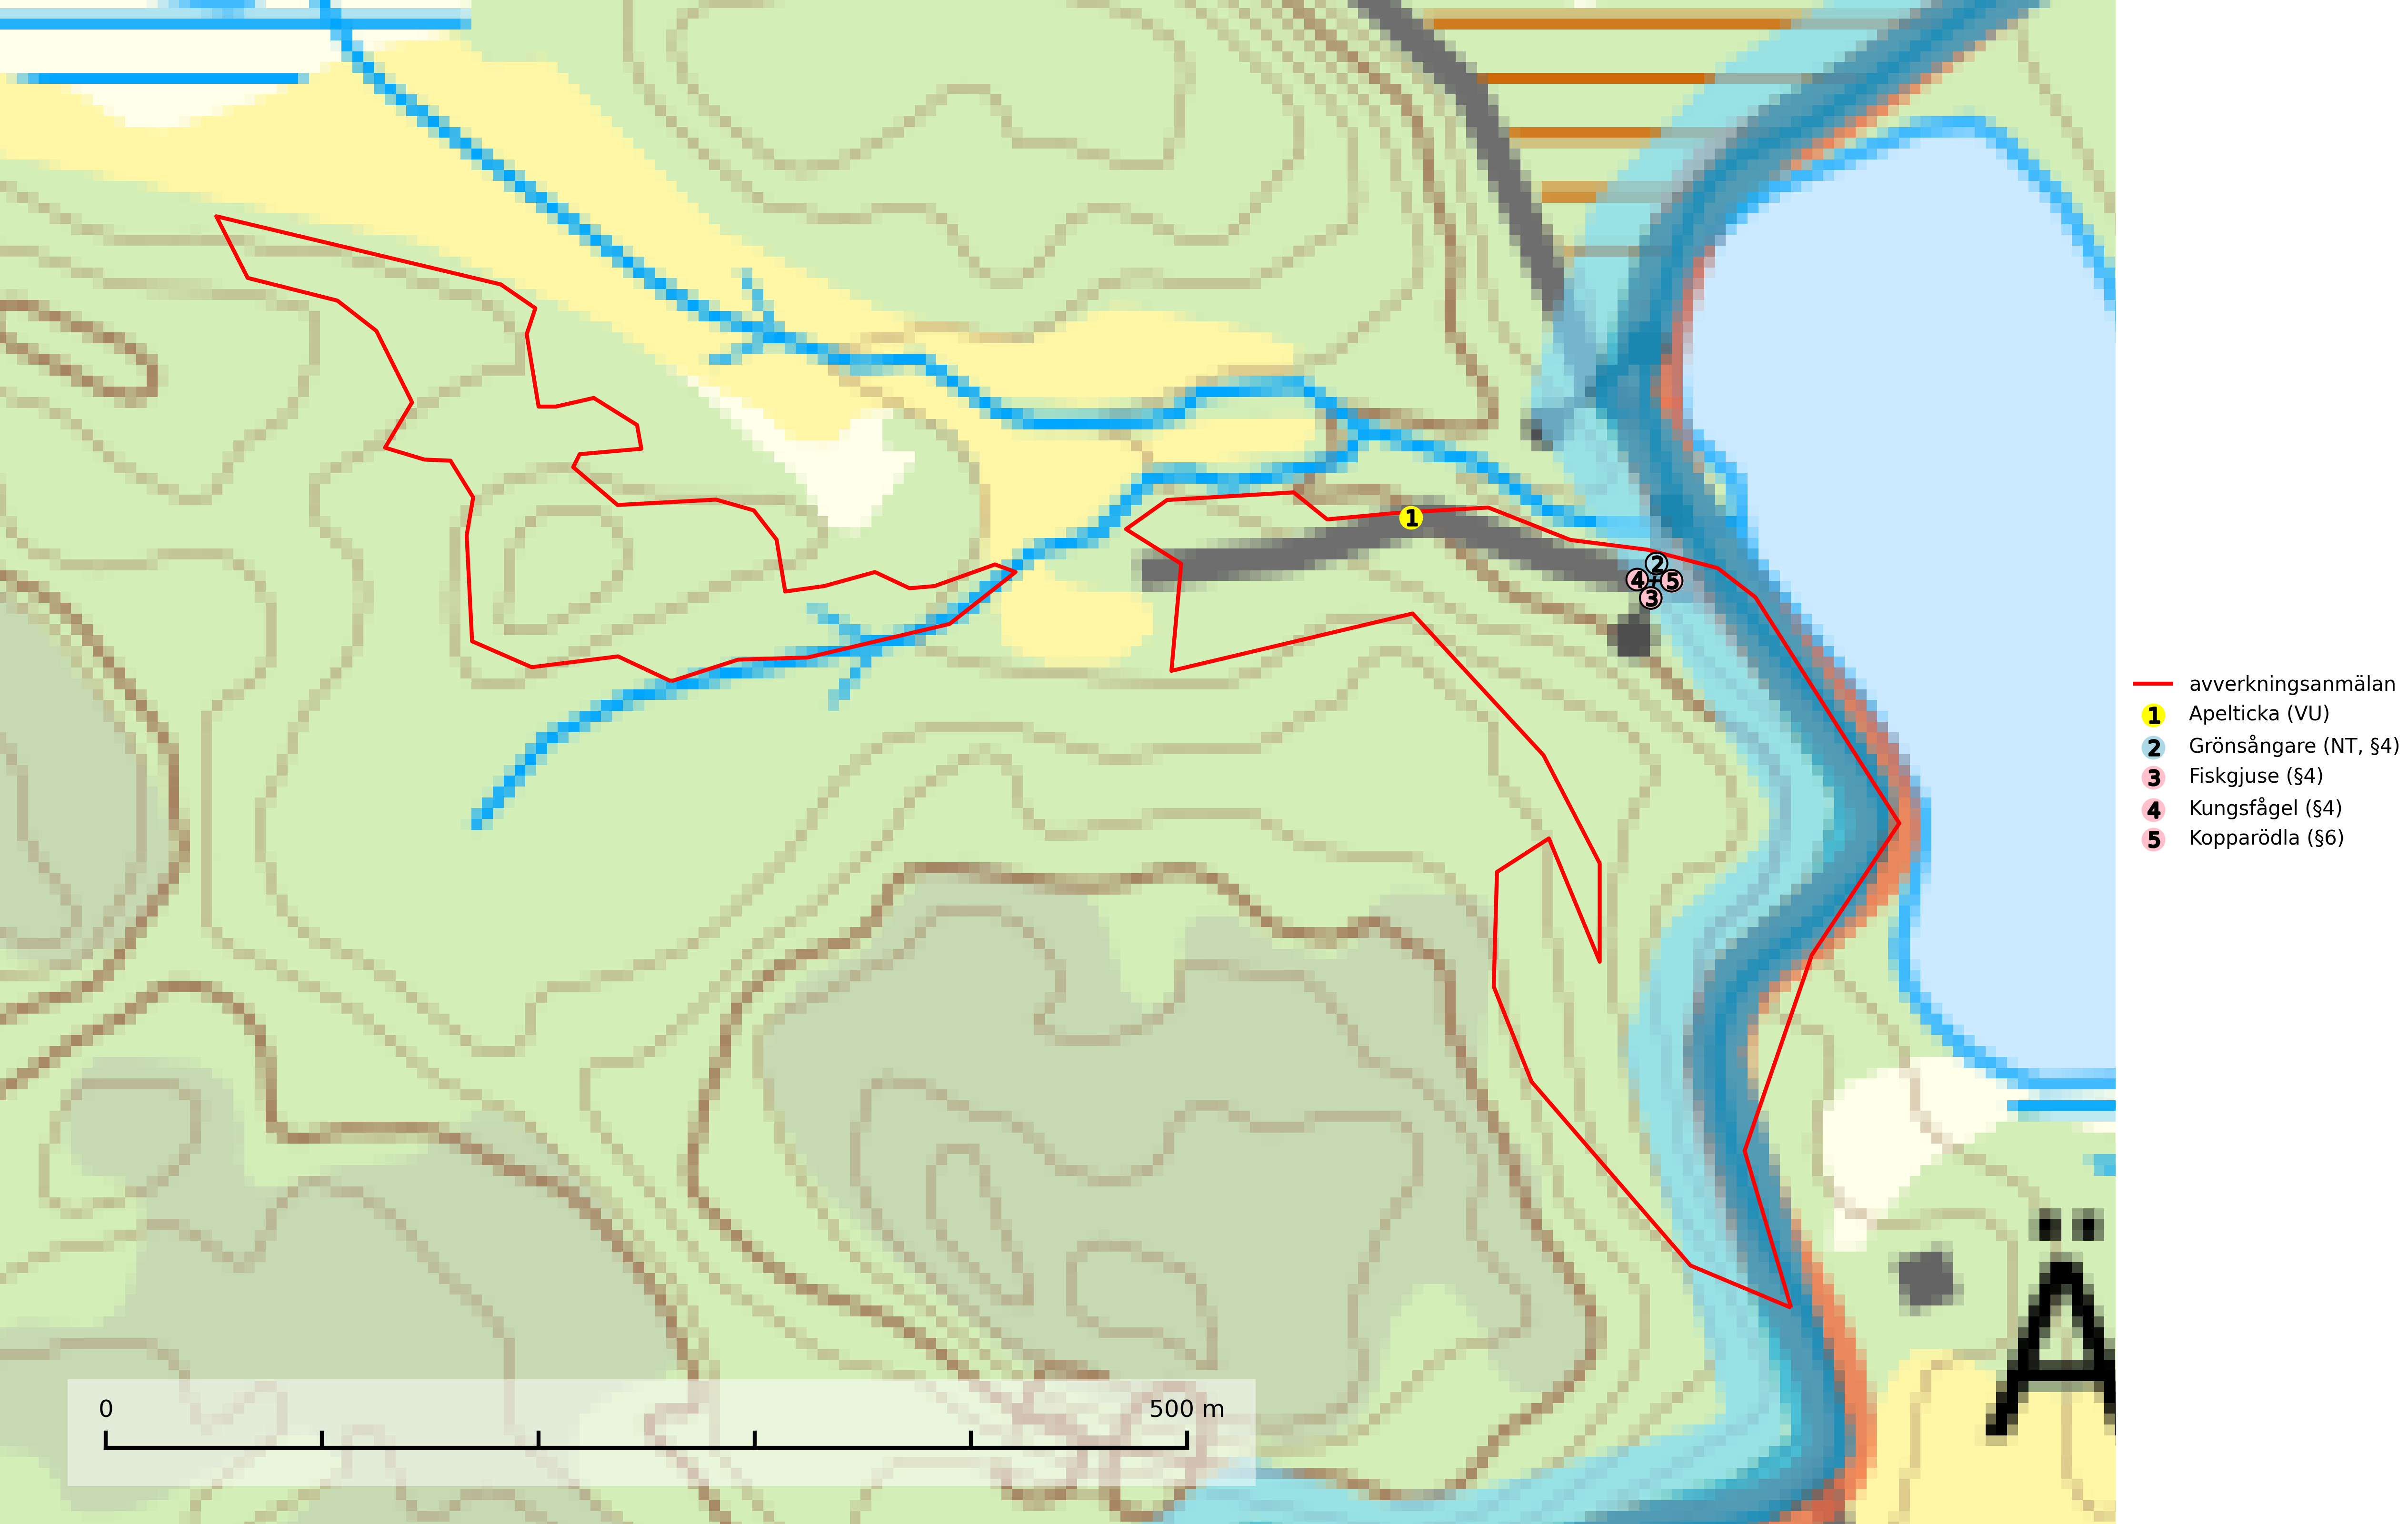 1
2
4 5
3
avverkningsanmälan
1 Apelticka (VU)
2 Grönsångare (NT, §4)
3 Fiskgjuse (§4)
4 Kungsfågel (§4)
5 Kopparödla (§6)
Ä
0 500 m